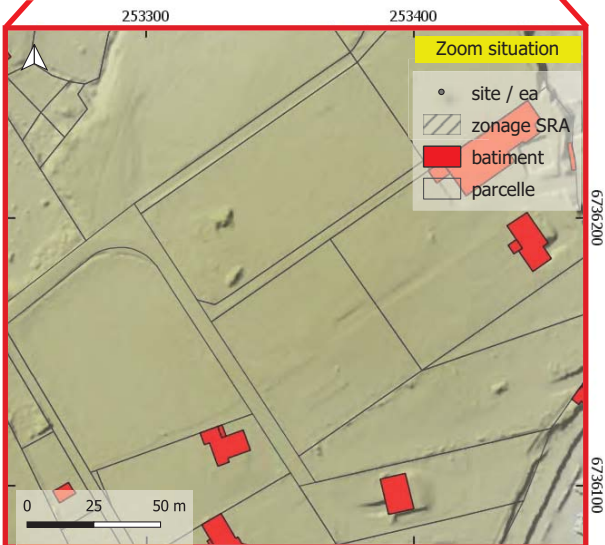 253300 253400
Zoom situation
site / ea
zonage SRA
batiment
parcelle
6736200
6736100
0 25 50 m